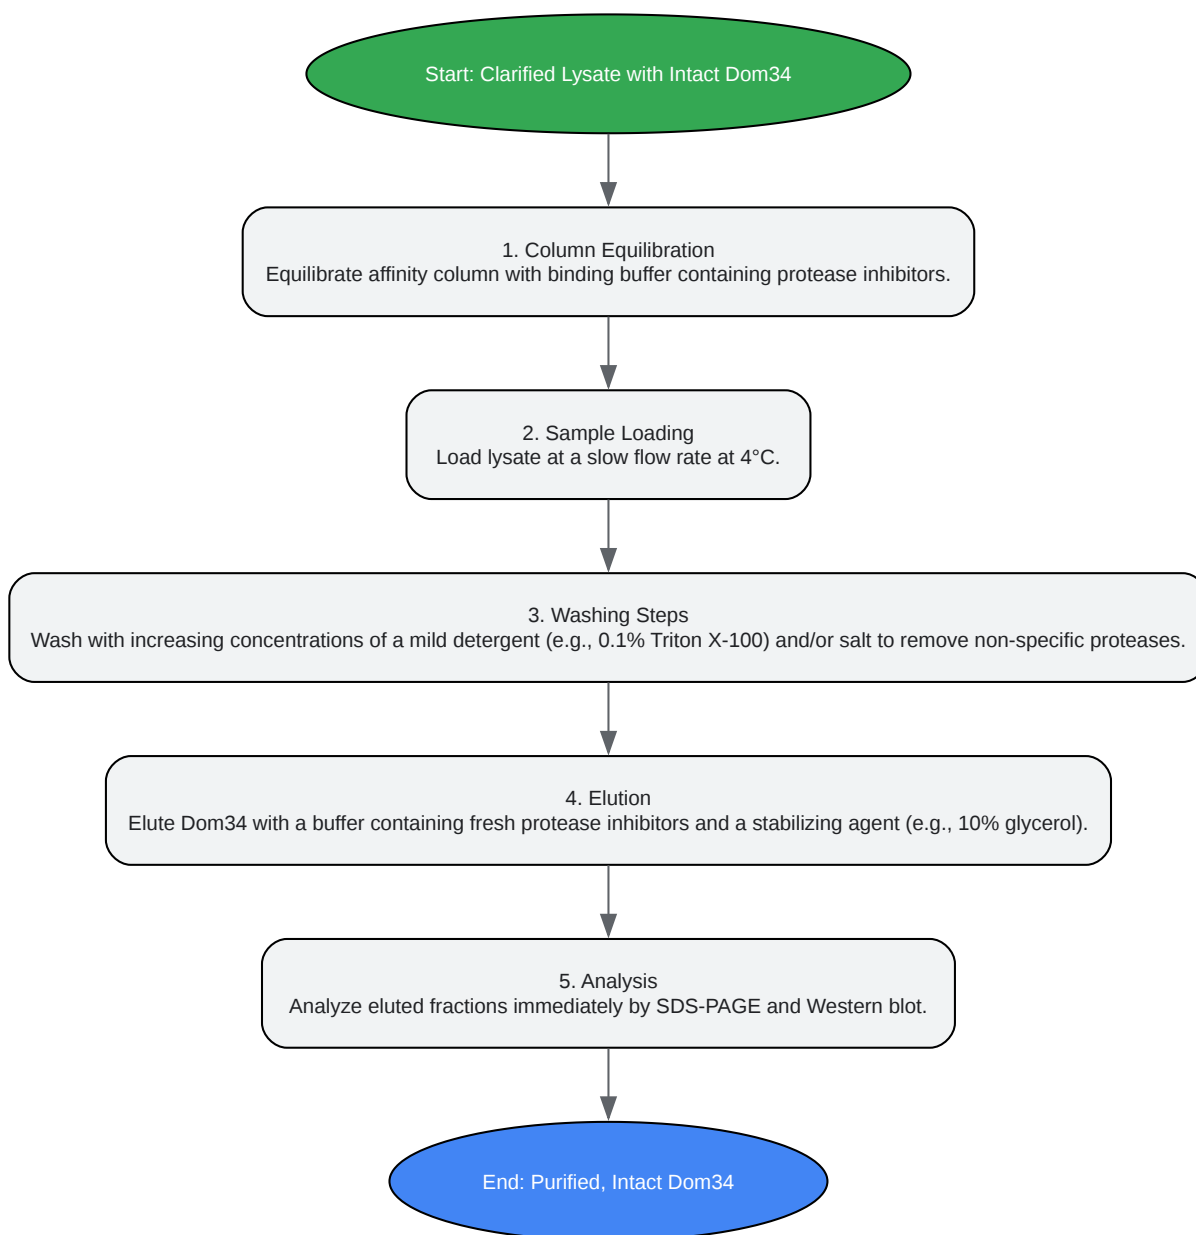 Start: Clarified Lysate with Intact Dom34
1. Column Equilibration
Equilibrate affinity column with binding buffer containing protease inhibitors.
2. Sample Loading
Load lysate at a slow flow rate at 4°C.
3. Washing Steps
Wash with increasing concentrations of a mild detergent (e.g., 0.1% Triton X-100) and/or salt to remove non-specific proteases.
4. Elution
Elute Dom34 with a buffer containing fresh protease inhibitors and a stabilizing agent (e.g., 10% glycerol).
5. Analysis
Analyze eluted fractions immediately by SDS-PAGE and Western blot.
End: Purified, Intact Dom34